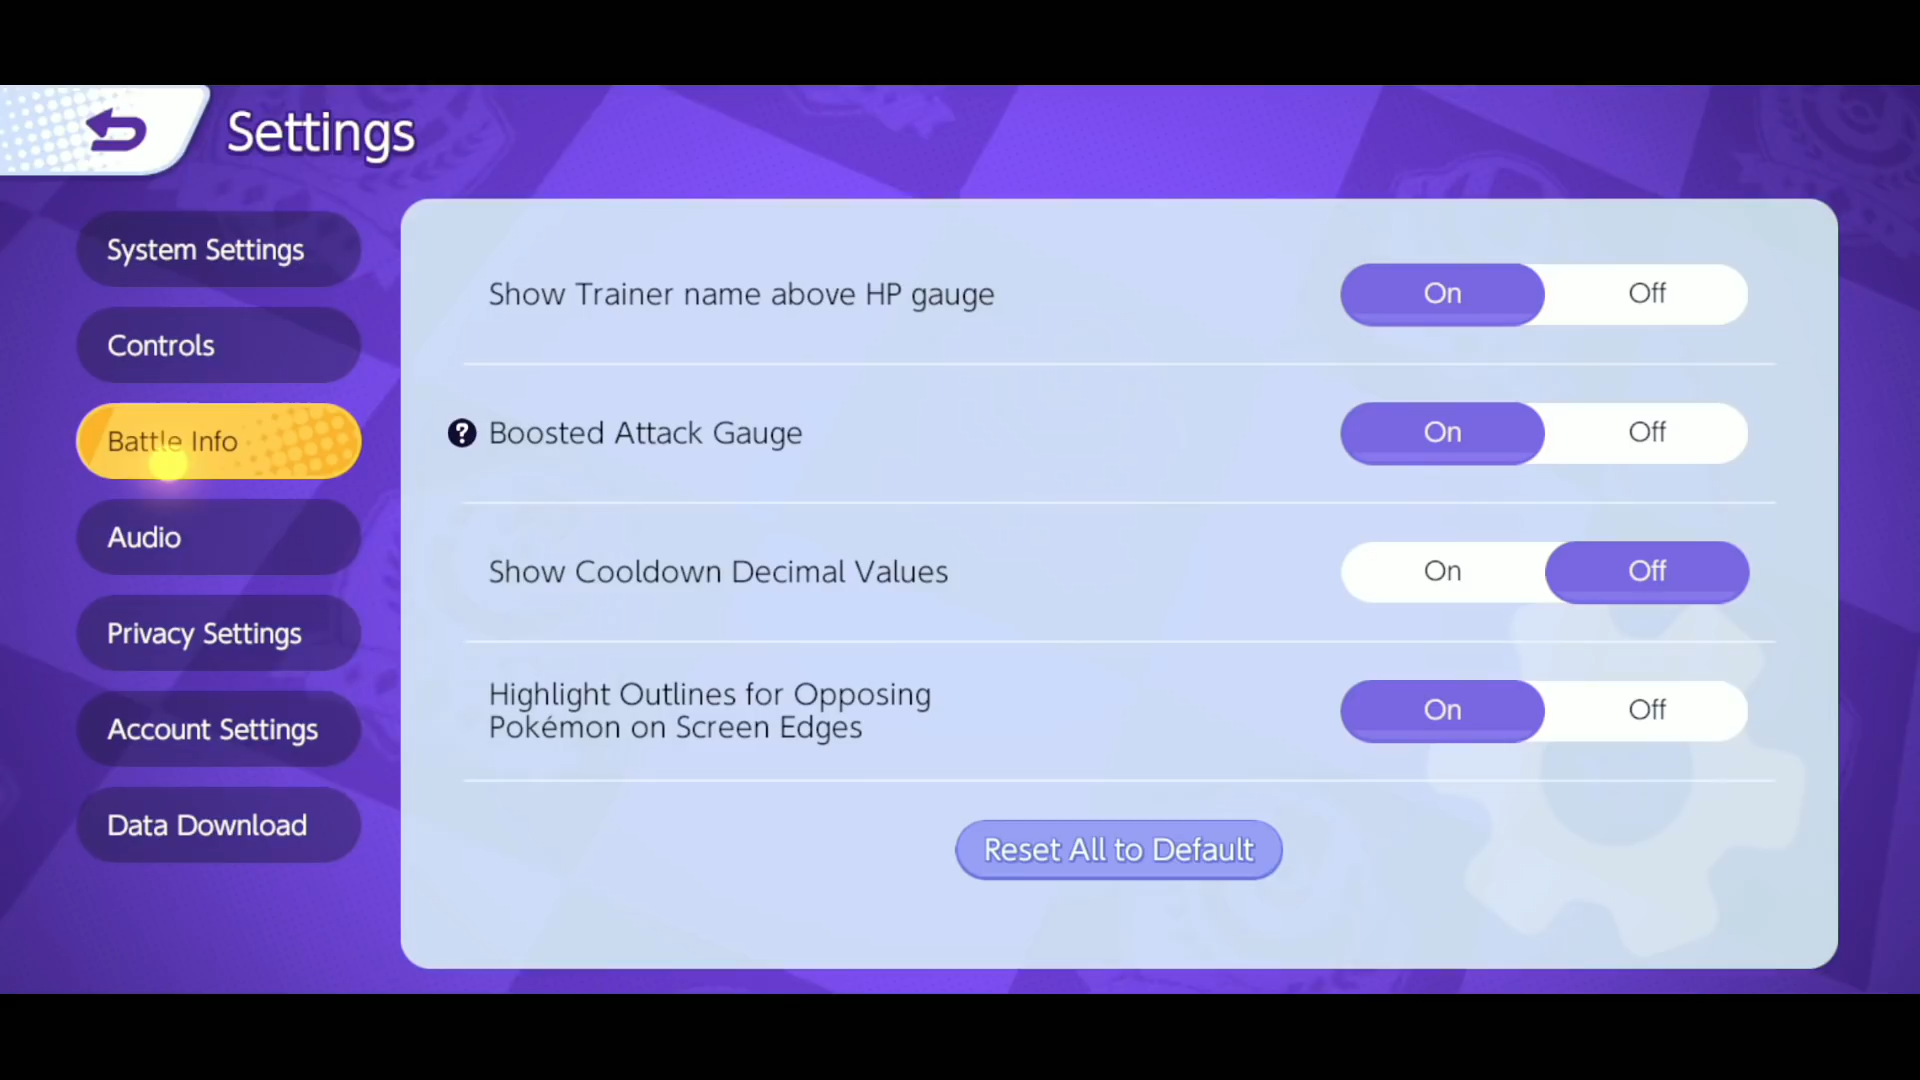 Settings
System Settings
Controls
Battle Info
Audio
Privacy Settings
Account Settings
Data Download
Show Trainer name above HP gauge
On
Off
? Boosted Attack Gauge
On
Off
Show Cooldown Decimal Values
On
Off
Highlight Outlines for Opposing
Pokémon on Screen Edges
On
Off
Reset All to Default